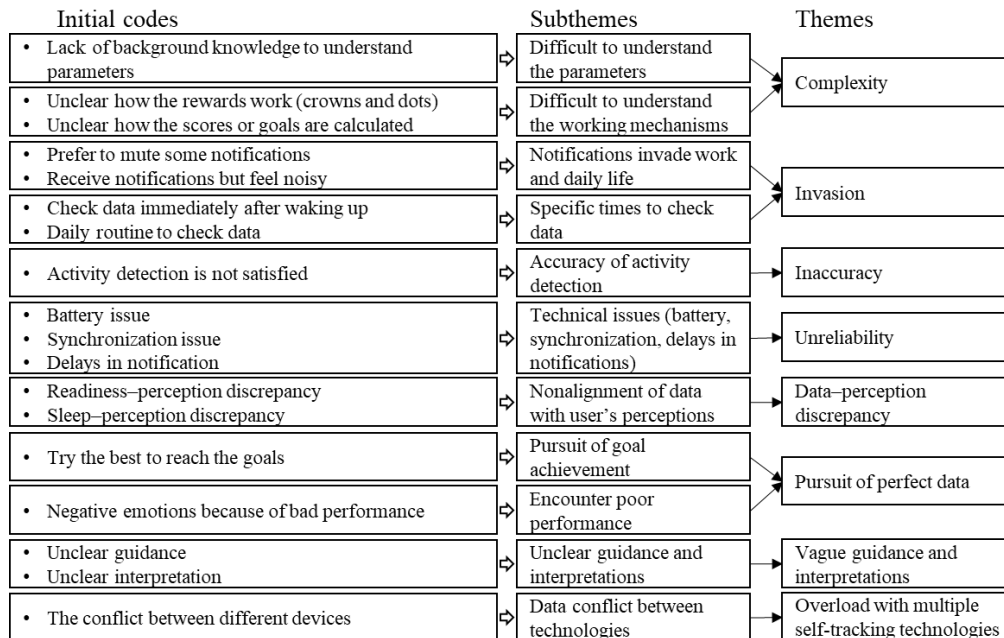 Initial codes
Subthemes
Themes
• Lack of background knowledge to understand
parameters
Difficult to understand
the parameters
Complexity
• Unclear how the rewards work (crowns and dots)
• Unclear how the scores or goals are calculated
Difficult to understand
the working mechanisms
• Prefer to mute some notifications
• Receive notifications but feel noisy
Notifications invade work
and daily life
Invasion
• Check data immediately after waking up
• Daily routine to check data
Specific times to check
data
• Activity detection is not satisfied
Accuracy of activity
detection
Inaccuracy
• Battery issue
• Synchronization issue
• Delays in notification
Technical issues (battery,
synchronization, delays in
notifications)
Unreliability
• Readiness–perception discrepancy
• Sleep–perception discrepancy
Nonalignment of data
with user’s perceptions
Data–perception
discrepancy
• Try the best to reach the goals
Pursuit of goal
achievement
Pursuit of perfect data
• Negative emotions because of bad performance
Encounter poor
performance
• Unclear guidance
• Unclear interpretation
Unclear guidance and
interpretations
Vague guidance and
interpretations
• The conflict between different devices
Data conflict between
technologies
Overload with multiple
self-tracking technologies